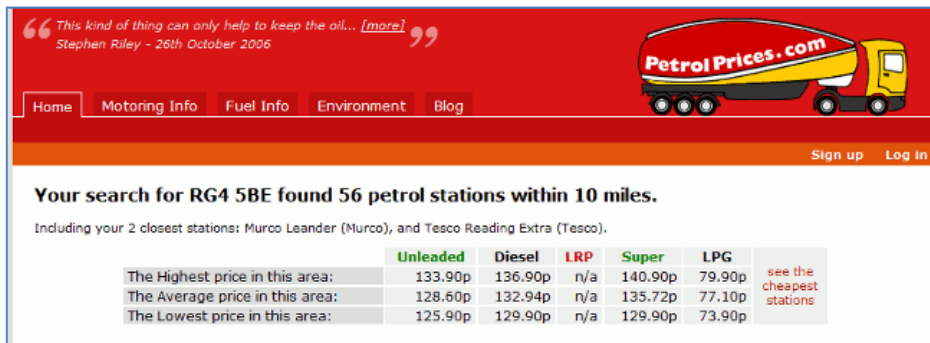 This kind of thing can only help to keep the oil... [more]
Stephen Riley - 26th October 2006
PetrolPrices.com
Home Motoring Info Fuel Info Environment Blog
Sign up Log in
Your search for RG4 5BE found 56 petrol stations within 10 miles.
Including your 2 closest stations: Murco Leander (Murco), and Tesco Reading Extra (Tesco).
Unleaded Diesel LRP Super LPG
The Highest price in this area: 133.90p 136.90p n/a 140.90p 79.90p
The Average price in this area: 128.60p 132.94p n/a 135.72p 77.10p
The Lowest price in this area: 125.90p 129.90p n/a 129.90p 73.90p
see the
cheapest
stations